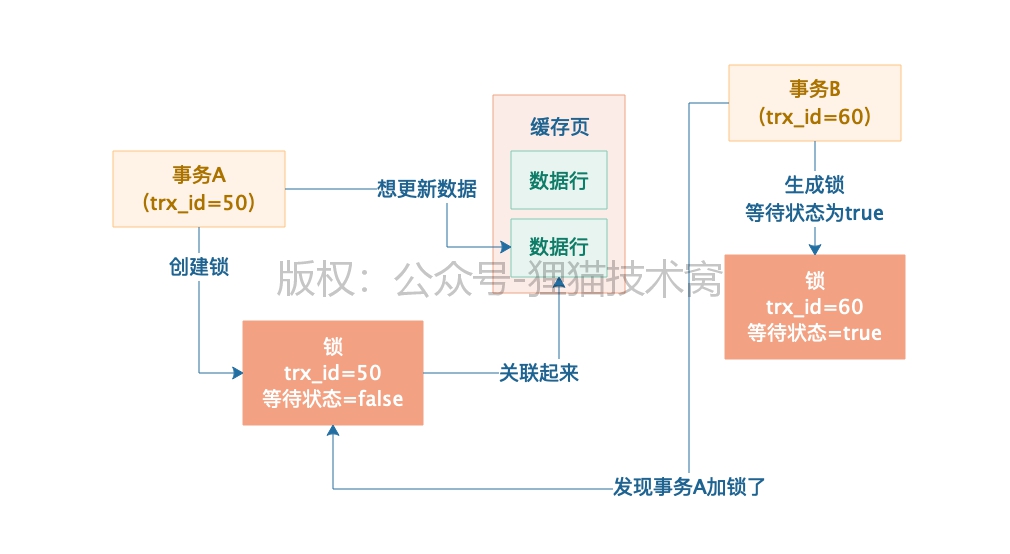 事务B
（trx_id=60）
缓存页
事务A
（trx_id=50）
想更新数据
数据行
生成锁
等待状态为true
数据行
创建锁
版权：公众号-狸猫技术窝
锁
trx_id=60
等待状态=true
锁
trx_id=50
等待状态=false
关联起来
发现事务A加锁了